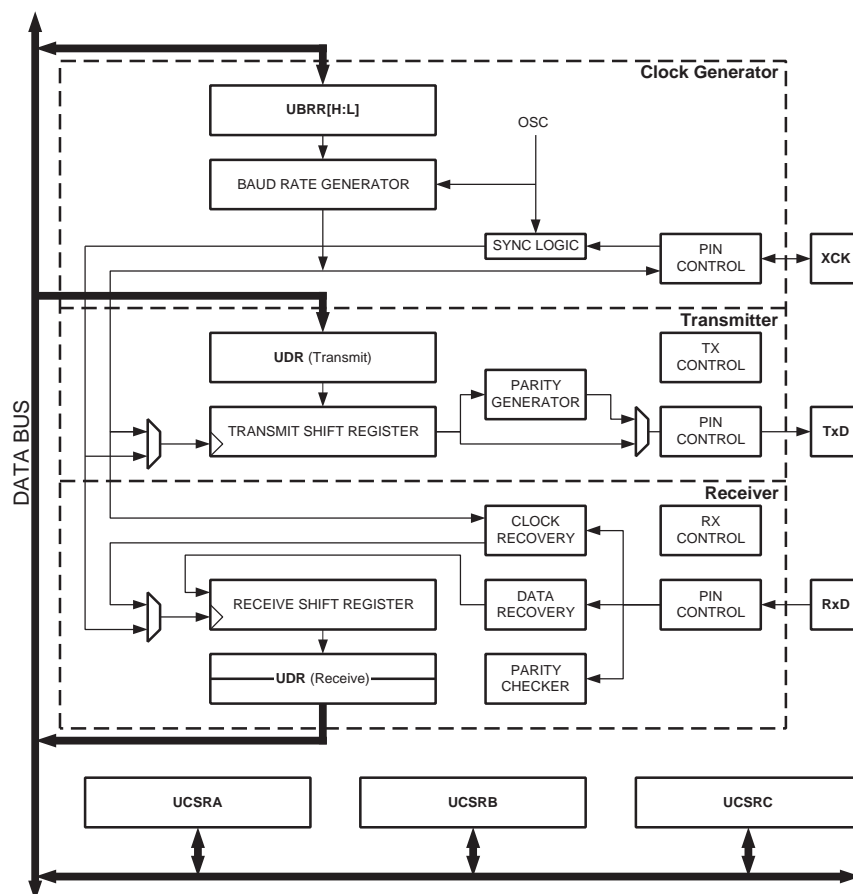 Clock Generator
UBRR[H:L]
OSC
BAUD RATE GENERATOR
SYNC LOGIC
PIN
CONTROL
XCK
Transmitter
UDR (Transmit)
TX
CONTROL
PARITY
GENERATOR
TRANSMIT SHIFT REGISTER
PIN
CONTROL
TxD
DATA BUS
Receiver
CLOCK
RECOVERY
RX
CONTROL
RECEIVE SHIFT REGISTER
DATA
RECOVERY
PIN
CONTROL
RxD
UDR (Receive)
PARITY
CHECKER
UCSRA
UCSRB
UCSRC